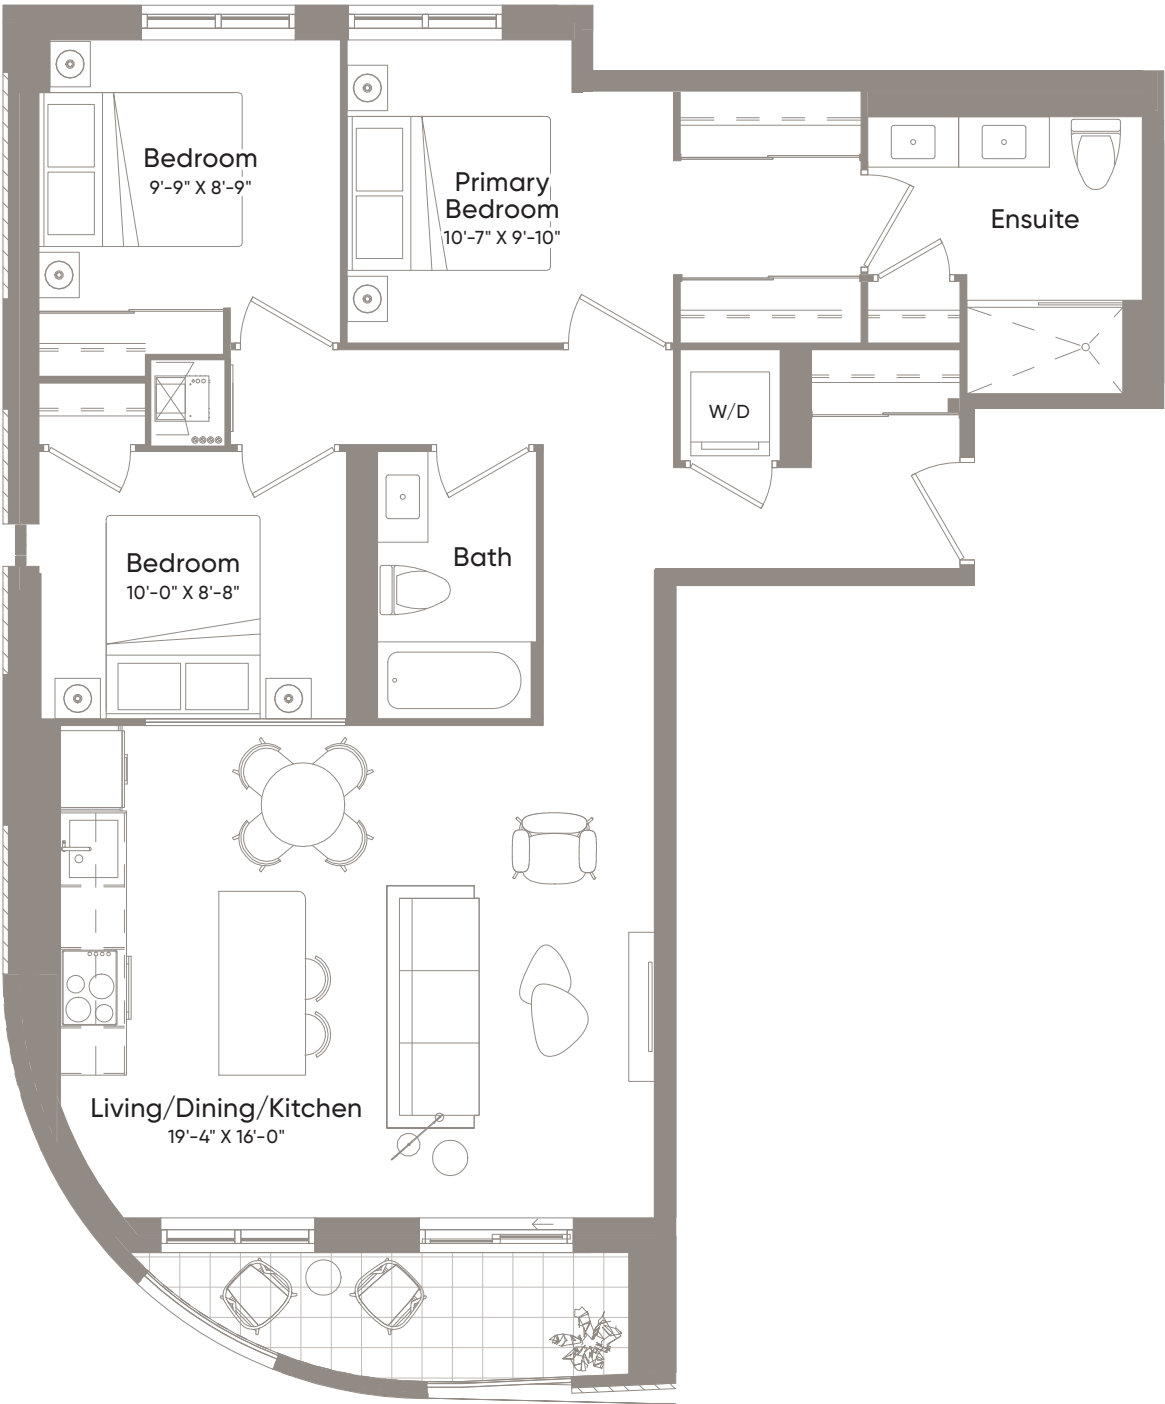 Bedroom
9'-9" X 8'-9"
Primary
Bedroom
10'-7" X 9'-10"
Ensuite
W/D
Bedroom
10'-0" X 8'-8"
Bath
Living/Dining/Kitchen
19'-4" X 16'-0"